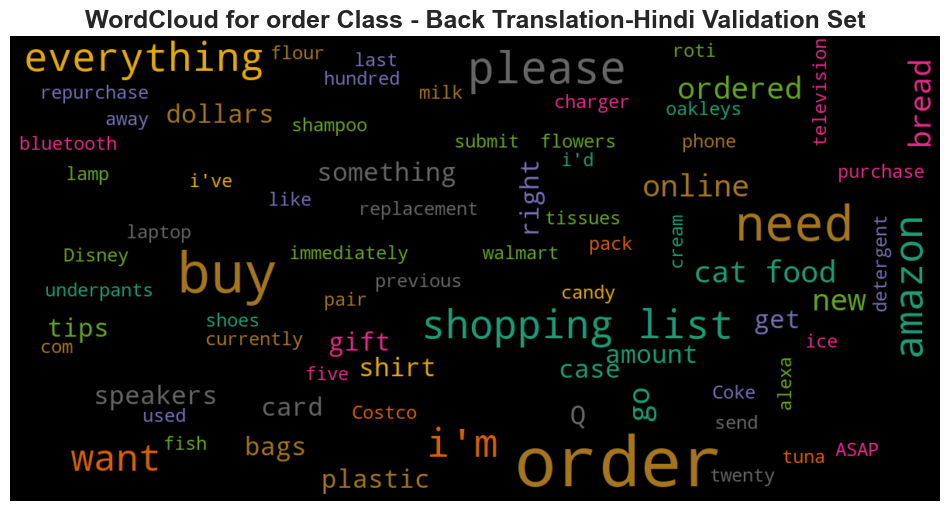 WordCloud for order Class - Back Translation-Hindi Validation Set
everything
flour
last
hundred
repurchase
away
dollars
milk
please
roti
ordered
oakleys
charger
television
bread
bluetooth
shampoo
submit
flowers
i'd
phone
lamp
i've
something
like
replacement
right
tissues
online
purchase
laptop
Disney
immediately
walmart
pack
cream
need
detergent
amazon
underpants
buy
previous
pair
candy
cat food
new
tips
com
shoes
currently
gift
shopping list
amount
get
ice
five
shirt
case
alexa
speakers
used
card
Costco
Q
go
Coke
send
fish
bags
want
i'm
order
plastic
twenty
tuna
ASAP